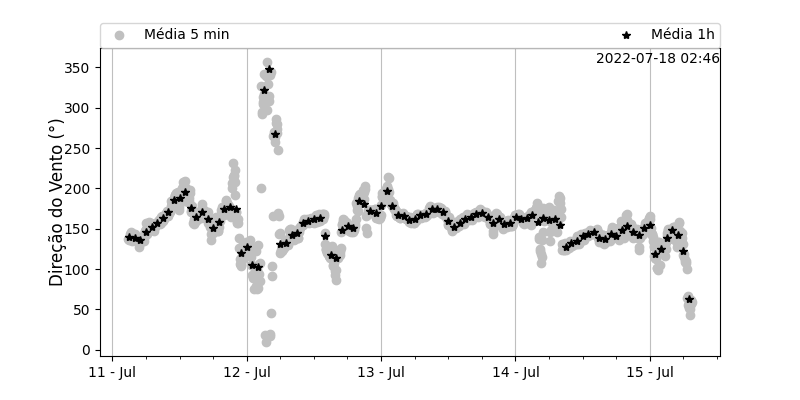 Média 5 min
Média 1h
2022-07-18 02:46
Direção do Vento (°)
350
300
250
200
150
100
50
0
11 - Jul
12 - Jul
13 - Jul
14 - Jul
15 - Jul